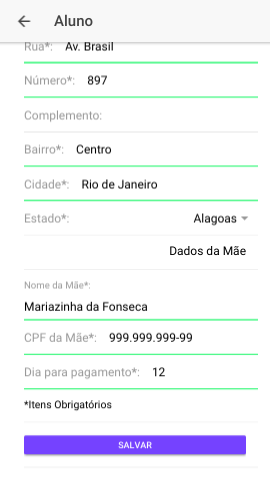 Aluno
Rua*: Av. Brasil
Número*: 897
Complemento:
Bairro*: Centro
Cidade*: Rio de Janeiro
Estado*: Alagoas
Dados da Mãe
Nome da Mãe*:
Mariazinha da Fonseca
CPF da Mãe*: 999.999.999-99
Dia para pagamento*: 12
*Itens Obrigatórios
SALVAR